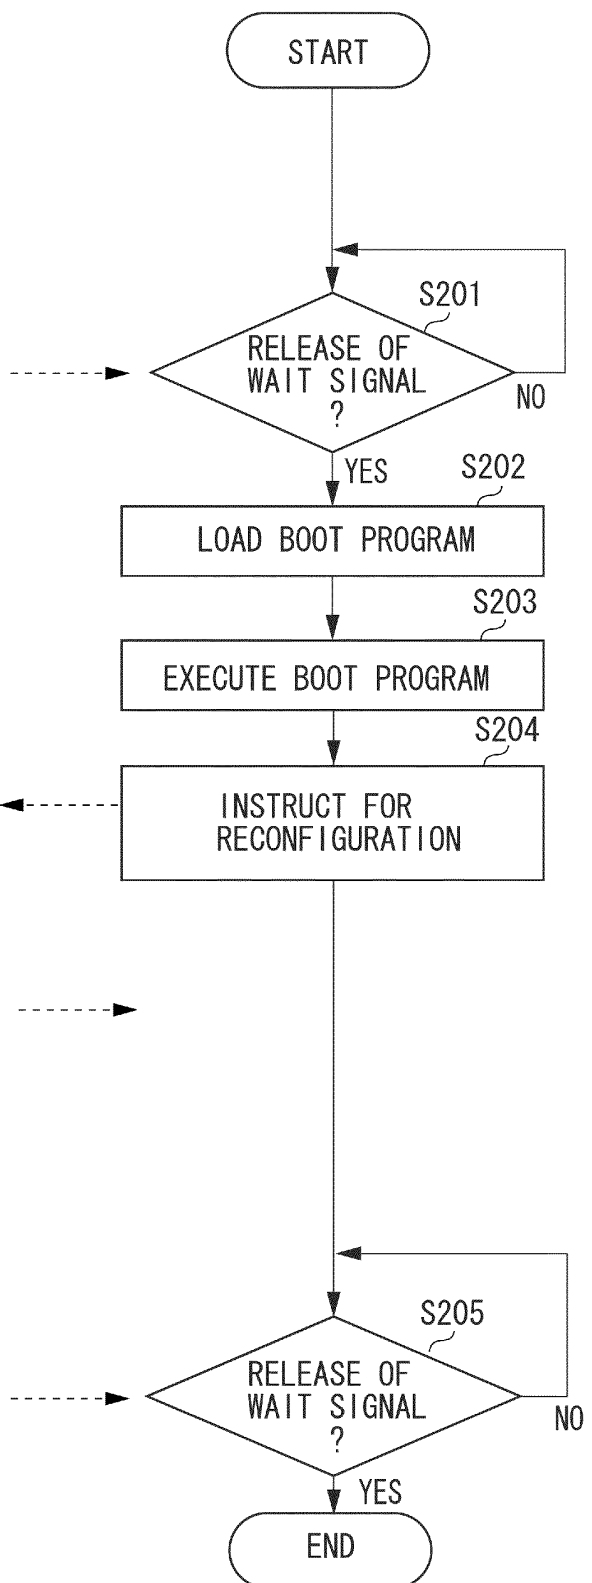 START
S201
RELEASE OF
WAIT SIGNAL
?
NO
YES
S202
LOAD BOOT PROGRAM
S203
EXECUTE BOOT PROGRAM
S204
INSTRUCT FOR
RECONFIGURATION
S205
RELEASE OF
WAIT SIGNAL
?
NO
YES
END